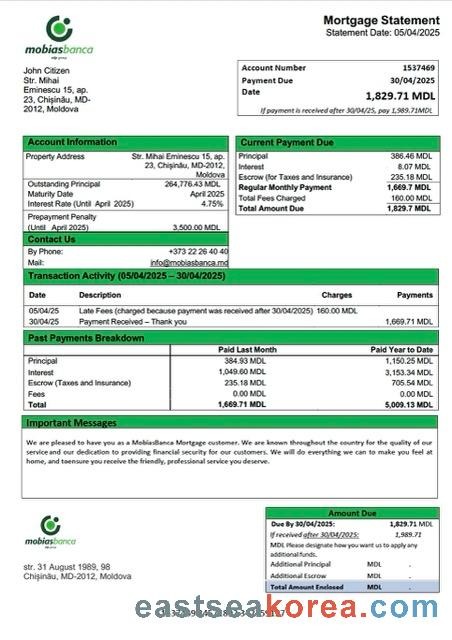 Mortgage Statement
Statement Date: 05/04/2025
mobiasbanca
John Citizen
Str. Mihai
Eminescu 15, ap.
23, Chișinău, MD-
2012, Moldova
Account Number 1537469
Payment Due 30/04/2025
Date 1,829.71 MDL
If payment is received after 30/04/25, pay 1,989.71MDL
Account Information
Property Address Str. Mihai Eminescu 15, ap.
23, Chișinău, MD-2012,
Moldova
Outstanding Principal 264,776.43 MDL
Maturity Date April 2025
Interest Rate (Until April 2025) 4.75%
Prepayment Penalty
(Until April 2025) 3,500.00 MDL
Contact Us
By Phone: +373 22 26 40 40
Mail: info@mobiasbanca.md
Current Payment Due
Principal 386.46 MDL
Interest 8.07 MDL
Escrow (for Taxes and Insurance) 235.18 MDL
Regular Monthly Payment 1,669.7 MDL
Total Fees Charged 160.00 MDL
Total Amount Due 1,829.7 MDL
Transaction Activity (05/04/2025 – 30/04/2025)
Date Description Charges Payments
05/04/25 Late Fees (charged because payment was received after 30/04/2025) 160.00 MDL
30/04/25 Payment Received – Thank you 1,669.71 MDL
Past Payments Breakdown
Paid Last Month Paid Year to Date
Principal 384.93 MDL 1,150.25 MDL
Interest 1,049.60 MDL 3,153.34 MDL
Escrow (Taxes and Insurance) 235.18 MDL 705.54 MDL
Fees 0.00 MDL 0.00 MDL
Total 1,669.71 MDL 5,009.13 MDL
Important Messages
We are pleased to have you as a MobiasBanca Mortgage customer. We are known throughout the country for the quality of our
service and our dedication to providing financial security for our customers. We will do everything we can to make you feel at
home, and toensure you receive the friendly, professional service you deserve.
mobiasbanca
str. 31 August 1989, 98
Chișinău, MD-2012, Moldova
Amount Due
Due By 30/04/2025: 1,829.71 MDL
If received after 30/04/2025: 1,989.71
MDL Please designate how you want us to apply any
additional funds.
Additional Principal .
Additional Escrow .
Total Amount Enclosed MDL .
eastseakorea.com